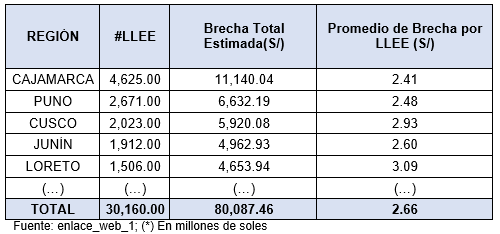 REGIÓN #LLEE Brecha Total Estimada(S/) Promedio de Brecha por LLEE (S/)
CAJAMARCA 4,625.00 11,140.04 2.41
PUNO 2,671.00 6,632.19 2.48
CUSCO 2,023.00 5,920.08 2.93
JUNÍN 1,912.00 4,962.93 2.60
LORETO 1,506.00 4,653.94 3.09
(...) (...) (...) (...)
TOTAL 30,160.00 80,087.46 2.66
Fuente: enlace_web_1; (*) En millones de soles